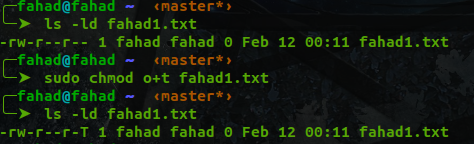 ╭─fahad@fahad ~ ‹master*›
╰─➤ ls -ld fahad1.txt
-rw-r--r-- 1 fahad fahad 0 Feb 12 00:11 fahad1.txt
╭─fahad@fahad ~ ‹master*›
╰─➤ sudo chmod o+t fahad1.txt
╭─fahad@fahad ~ ‹master*›
╰─➤ ls -ld fahad1.txt
-rw-r--r-T 1 fahad fahad 0 Feb 12 00:11 fahad1.txt